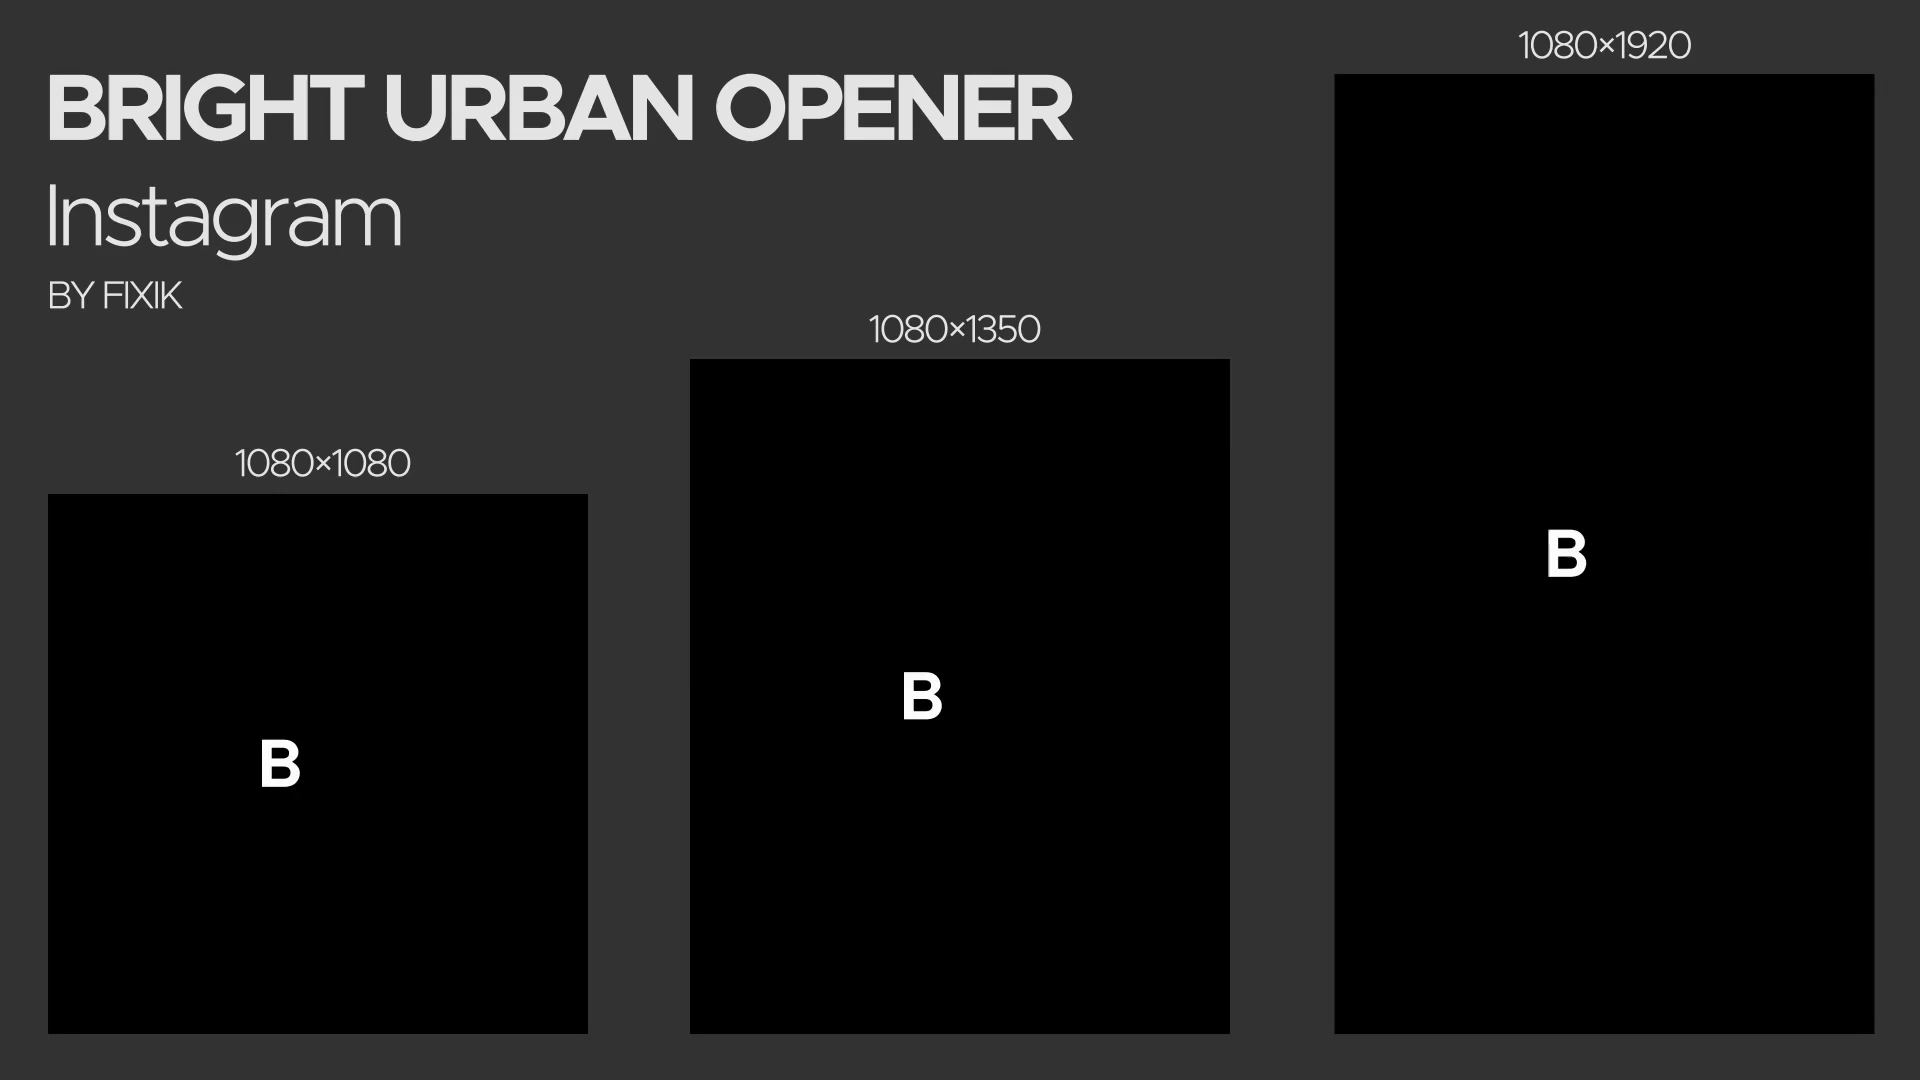 BRIGHT URBAN OPENER
Instagram
BY FIXIK
1080×1080
B
1080×1350
B
1080×1920
B